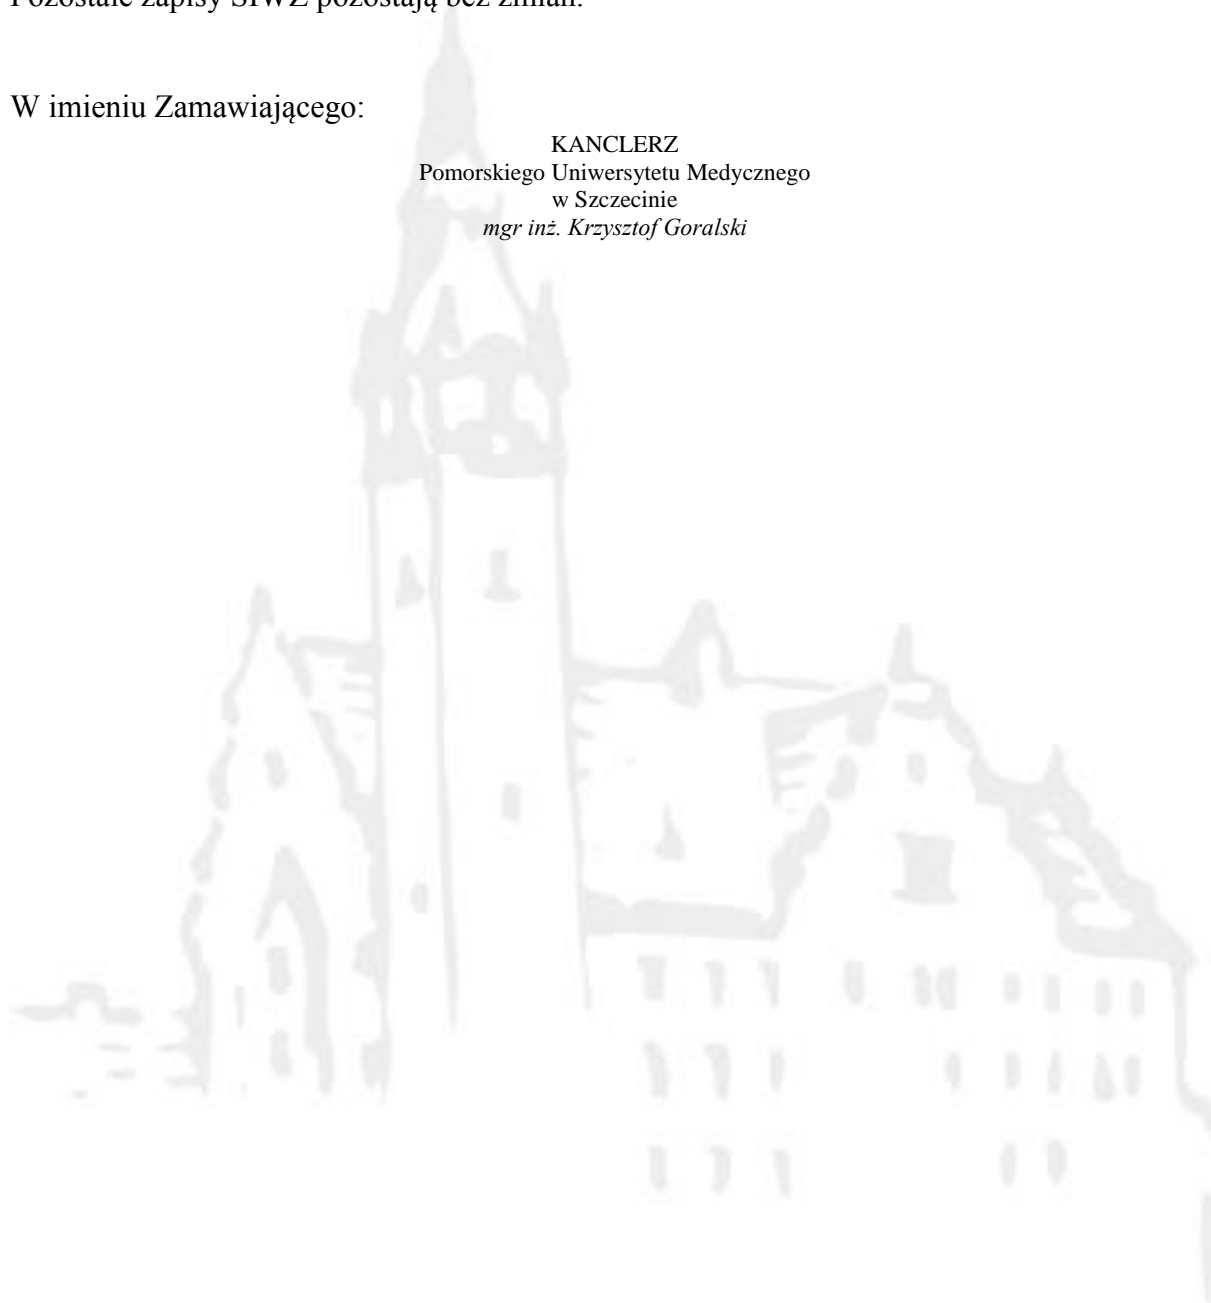 Pozostałe zapisy SIWZ pozostają bez zmian.
W imieniu Zamawiającego:
KANCLERZ
Pomorskiego Uniwersytetu Medycznego
w Szczecinie
mgr inż. Krzysztof Goralski